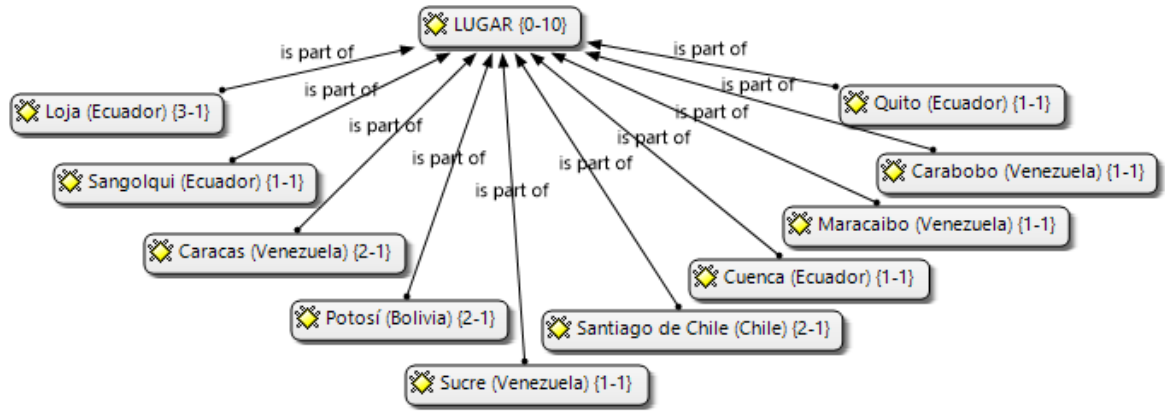 LUGAR {0-10}
is part of
is part of
Loja (Ecuador) {3-1}
Quito (Ecuador) {1-1}
is part of
is part of
is part of
is part of
is part of
is part of
is part of
is part of
Sangolqui (Ecuador) {1-1}
Carabobo (Venezuela) {1-1}
Caracas (Venezuela) {2-1}
Maracaibo (Venezuela) {1-1}
Cuenca (Ecuador) {1-1}
Potosí (Bolivia) {2-1}
Santiago de Chile (Chile) {2-1}
Sucre (Venezuela) {1-1}